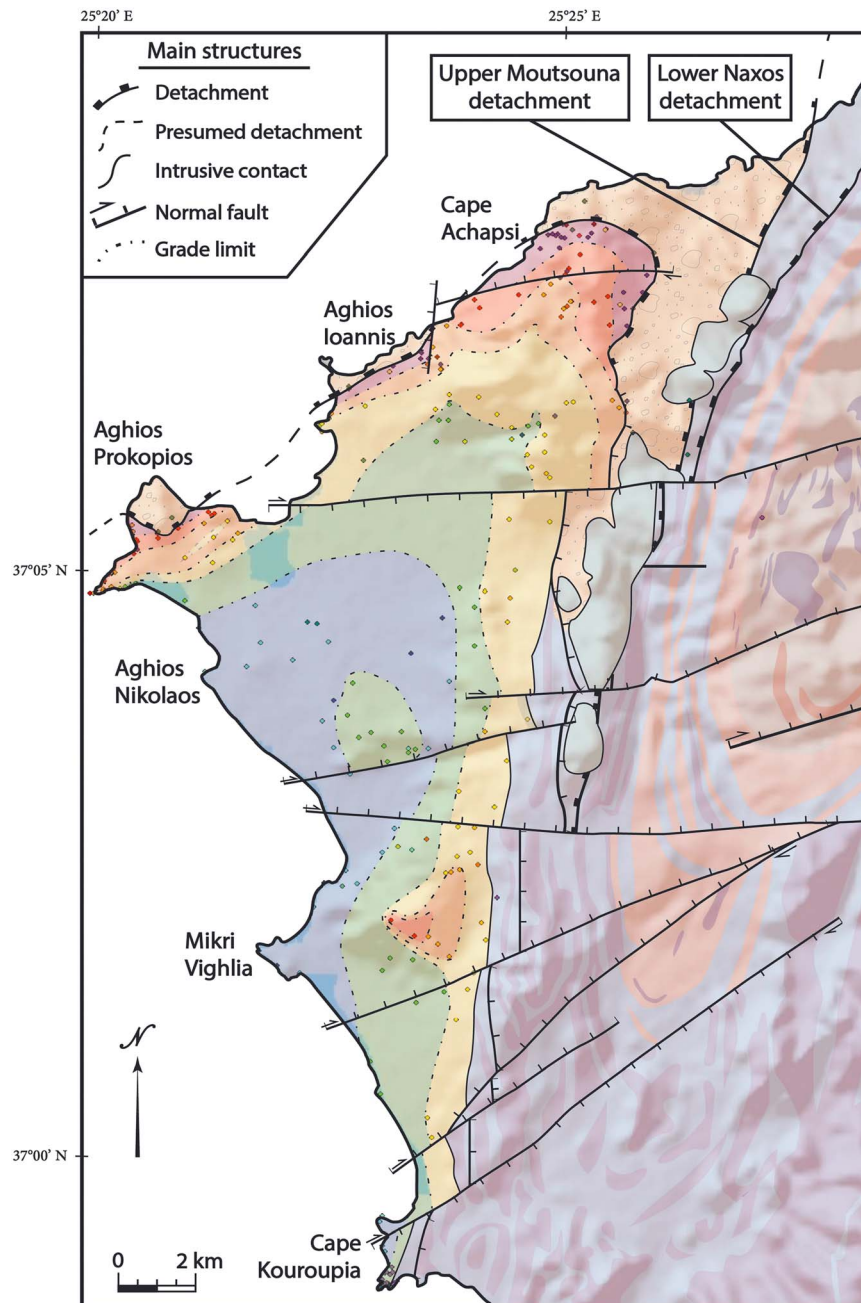 25°20’ E
25°25’ E
Main structures
Detachment
Presumed detachment
Intrusive contact
Normal fault
Grade limit
Upper Moutsouna
detachment
Lower Naxos
detachment
Cape
Achapsi
Aghios
Ioannis
Aghios
Prokopios
37°05’ N
Aghios
Nikolaos
Mikri
Vighlia
N
37°00’ N
Cape
Kouroupia
0
2 km